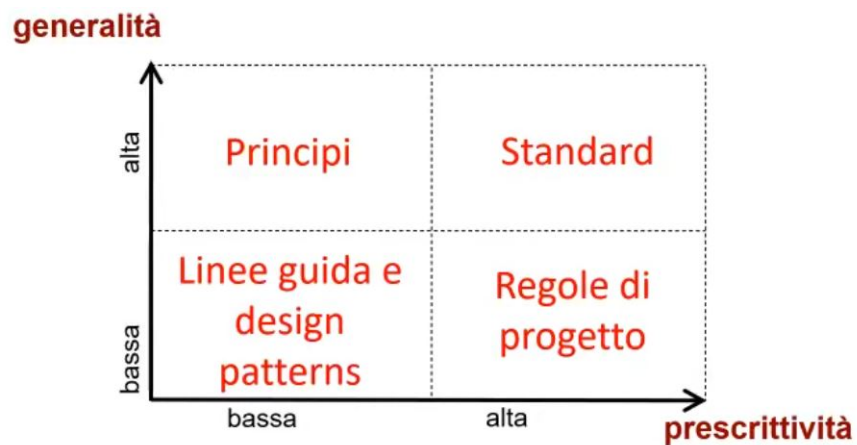 generalità
alta
Principi
Standard
bassa
Linee guida e
design
patterns
Regole di
progetto
bassa
alta
prescrittività